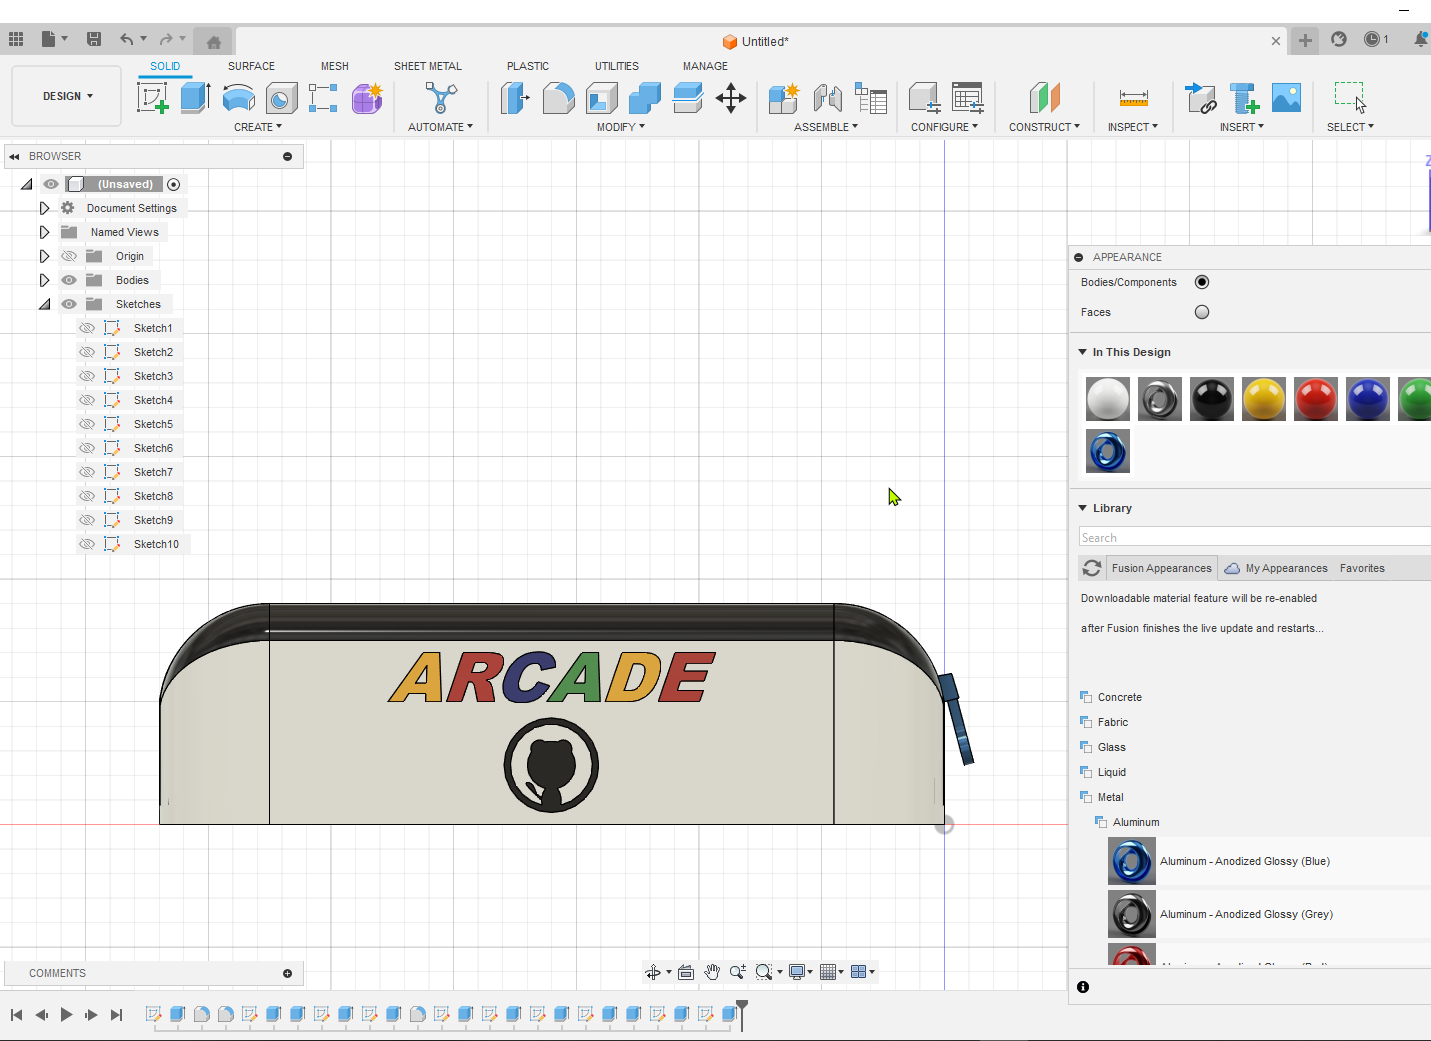 Untitled*
1
SOLID SURFACE MESH SHEET METAL PLASTIC UTILITIES MANAGE
DESIGN
CREATE AUTOMATE MODIFY ASSEMBLE CONFIGURE CONSTRUCT INSPECT INSERT SELECT
BROWSER
(Unsaved)
Document Settings
Named Views
Origin
Bodies
Sketches
Sketch1
Sketch2
Sketch3
Sketch4
Sketch5
Sketch6
Sketch7
Sketch8
Sketch9
Sketch10
Z
ARCADE
APPEARANCE
Bodies/Components
Faces
In This Design
Library
Search
Fusion Appearances My Appearances Favorites
Downloadable material feature will be re-enabled
after Fusion finishes the live update and restarts...
Concrete
Fabric
Glass
Liquid
Metal
Aluminum
Aluminum - Anodized Glossy (Blue)
Aluminum - Anodized Glossy (Grey)
COMMENTS